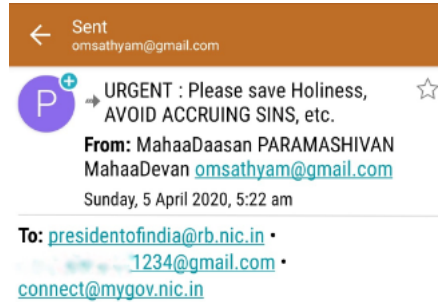 Sent
omsathyam@gmail.com
P
URGENT : Please save Holiness,
AVOID ACCRUING SINS, etc.
From: MahaaDaasan PARAMASHIVAN
MahaaDevan omsathyam@gmail.com
Sunday, 5 April 2020, 5:22 am
To: presidentofindia@rb.nic.in •
1234@gmail.com •
connect@mygov.nic.in